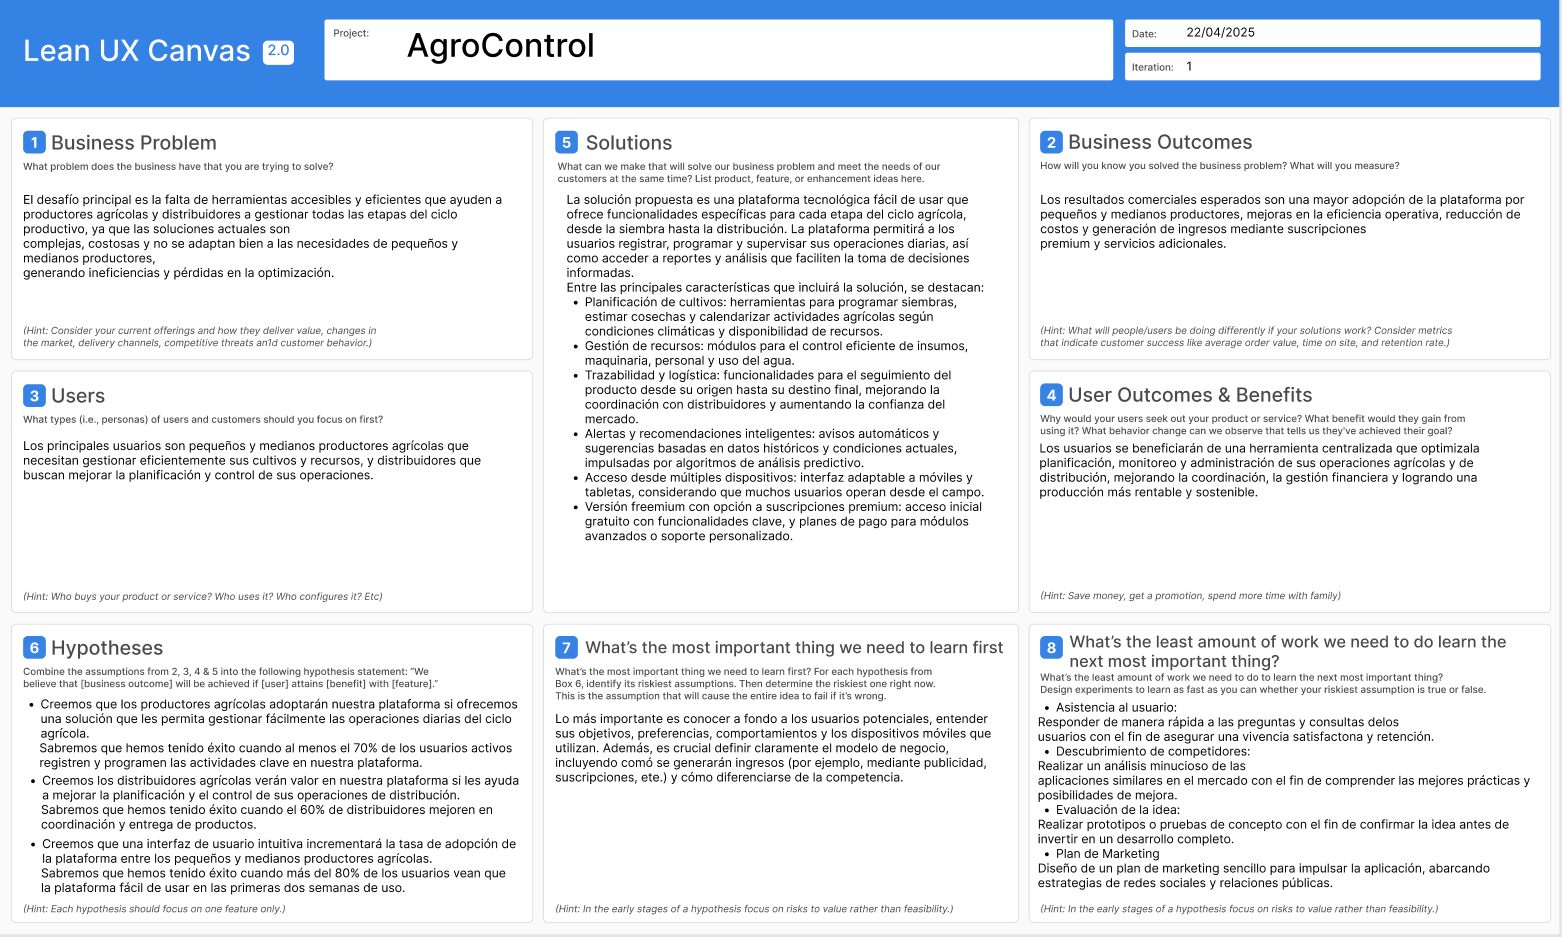 Lean UX Canvas 2.0
Project: AgroControl
Date: 22/04/2025
Iteration: 1
1 Business Problem
What problem does the business have that you are trying to solve?
El desafío principal es la falta de herramientas accesibles y eficientes que ayuden a
productores agrícolas y distribuidores a gestionar todas las etapas del ciclo
productivo, ya que las soluciones actuales son
complejas, costosas y no se adaptan bien a las necesidades de pequeños y
medianos productores,
generando ineficiencias y pérdidas en la optimización.
(Hint: Consider your current offerings and how they deliver value, changes in
the market, delivery channels, competitive threats an1d customer behavior.)
5 Solutions
What can we make that will solve our business problem and meet the needs of our
customers at the same time? List product, feature, or enhancement ideas here.
La solución propuesta es una plataforma tecnológica fácil de usar que
ofrece funcionalidades específicas para cada etapa del ciclo agrícola,
desde la siembra hasta la distribución. La plataforma permitirá a los
usuarios registrar, programar y supervisar sus operaciones diarias, así
como acceder a reportes y análisis que faciliten la toma de decisiones
informadas.
Entre las principales características que incluirá la solución, se destacan:
• Planificación de cultivos: herramientas para programar siembras,
estimar cosechas y calendarizar actividades agrícolas según
condiciones climáticas y disponibilidad de recursos.
• Gestión de recursos: módulos para el control eficiente de insumos,
maquinaria, personal y uso del agua.
• Trazabilidad y logística: funcionalidades para el seguimiento del
producto desde su origen hasta su destino final, mejorando la
coordinación con distribuidores y aumentando la confianza del
mercado.
• Alertas y recomendaciones inteligentes: avisos automáticos y
sugerencias basadas en datos históricos y condiciones actuales,
impulsadas por algoritmos de análisis predictivo.
• Acceso desde múltiples dispositivos: interfaz adaptable a móviles y
tabletas, considerando que muchos usuarios operan desde el campo.
• Versión freemium con opción a suscripciones premium: acceso inicial
gratuito con funcionalidades clave, y planes de pago para módulos
avanzados o soporte personalizado.
2 Business Outcomes
How will you know you solved the business problem? What will you measure?
Los resultados comerciales esperados son una mayor adopción de la plataforma por
pequeños y medianos productores, mejoras en la eficiencia operativa, reducción de
costos y generación de ingresos mediante suscripciones
premium y servicios adicionales.
(Hint: What will people/users be doing differently if your solutions work? Consider metrics
that indicate customer success like average order value, time on site, and retention rate.)
3 Users
What types (i.e., personas) of users and customers should you focus on first?
Los principales usuarios son pequeños y medianos productores agrícolas que
necesitan gestionar eficientemente sus cultivos y recursos, y distribuidores que
buscan mejorar la planificación y control de sus operaciones.
(Hint: Who buys your product or service? Who uses it? Who configures it? Etc)
4 User Outcomes & Benefits
Why would your users seek out your product or service? What benefit would they gain from
using it? What behavior change can we observe that tells us they've achieved their goal?
Los usuarios se beneficiarán de una herramienta centralizada que optimizala
planificación, monitoreo y administración de sus operaciones agrícolas y de
distribución, mejorando la coordinación, la gestión financiera y logrando una
producción más rentable y sostenible.
(Hint: Save money, get a promotion, spend more time with family)
6 Hypotheses
Combine the assumptions from 2, 3, 4 & 5 into the following hypothesis statement: “We
believe that [business outcome] will be achieved if [user] attains [benefit] with [feature].”
• Creemos que los productores agrícolas adoptarán nuestra plataforma si ofrecemos
una solución que les permita gestionar fácilmente las operaciones diarias del ciclo
agrícola.
Sabremos que hemos tenido éxito cuando al menos el 70% de los usuarios activos
registren y programen las actividades clave en nuestra plataforma.
• Creemos los distribuidores agrícolas verán valor en nuestra plataforma si les ayuda
a mejorar la planificación y el control de sus operaciones de distribución.
Sabremos que hemos tenido éxito cuando el 60% de distribuidores mejoren en
coordinación y entrega de productos.
• Creemos que una interfaz de usuario intuitiva incrementará la tasa de adopción de
la plataforma entre los pequeños y medianos productores agrícolas.
Sabremos que hemos tenido éxito cuando más del 80% de los usuarios vean que
la plataforma fácil de usar en las primeras dos semanas de uso.
(Hint: Each hypothesis should focus on one feature only.)
7 What's the most important thing we need to learn first
What's the most important thing we need to learn first? For each hypothesis from
Box 6, identify its riskiest assumptions. Then determine the riskiest one right now.
This is the assumption that will cause the entire idea to fail if it's wrong.
Lo más importante es conocer a fondo a los usuarios potenciales, entender
sus objetivos, preferencias, comportamientos y los dispositivos móviles que
utilizan. Además, es crucial definir claramente el modelo de negocio,
incluyendo comó se generarán ingresos (por ejemplo, mediante publicidad,
suscripciones, ete.) y cómo diferenciarse de la competencia.
(Hint: In the early stages of a hypothesis focus on risks to value rather than feasibility.)
8 What's the least amount of work we need to do learn the
next most important thing?
What's the least amount of work we need to do to learn the next most important thing?
Design experiments to learn as fast as you can whether your riskiest assumption is true or false.
• Asistencia al usuario:
Responder de manera rápida a las preguntas y consultas delos
usuarios con el fin de asegurar una vivencia satisfactona y retención.
• Descubrimiento de competidores:
Realizar un análisis minucioso de las
aplicaciones similares en el mercado con el fin de comprender las mejores prácticas y
posibilidades de mejora.
• Evaluación de la idea:
Realizar prototipos o pruebas de concepto con el fin de confirmar la idea antes de
invertir en un desarrollo completo.
• Plan de Marketing
Diseño de un plan de marketing sencillo para impulsar la aplicación, abarcando
estrategias de redes sociales y relaciones públicas.
(Hint: In the early stages of a hypothesis focus on risks to value rather than feasibility.)